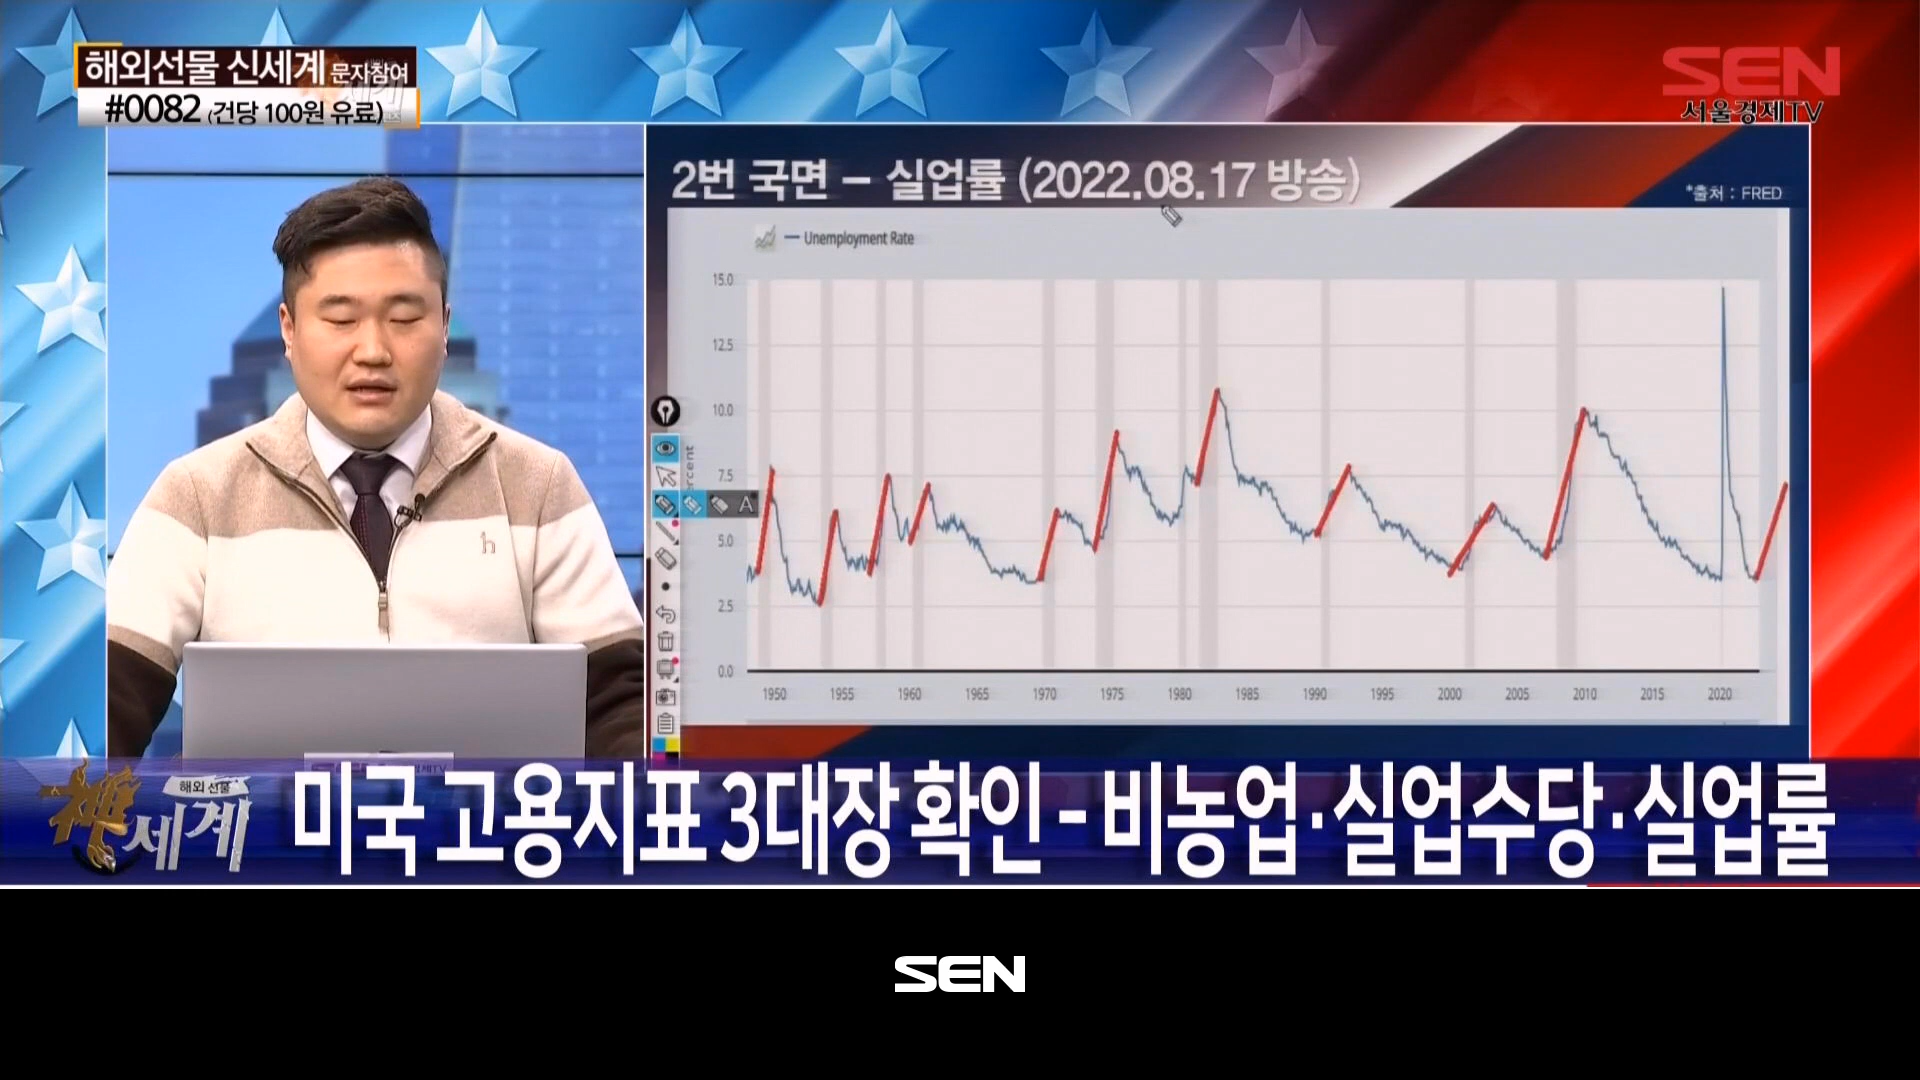 해외선물 신세계 문자참여
#0082 (건당 100원 유료)
SEN
서울경제TV
2번 국면 – 실업률 (2022.08.17 방송)
*출처 : FRED
Unemployment Rate
15.0
12.5
10.0
7.5
5.0
2.5
0.0
A
1950 1955 1960 1965 1970 1975 1980 1985 1990 1995 2000 2005 2010 2015 2020
h
해외선물
神세계
미국 고용지표 3대장 확인 - 비농업·실업수당·실업률
SEN